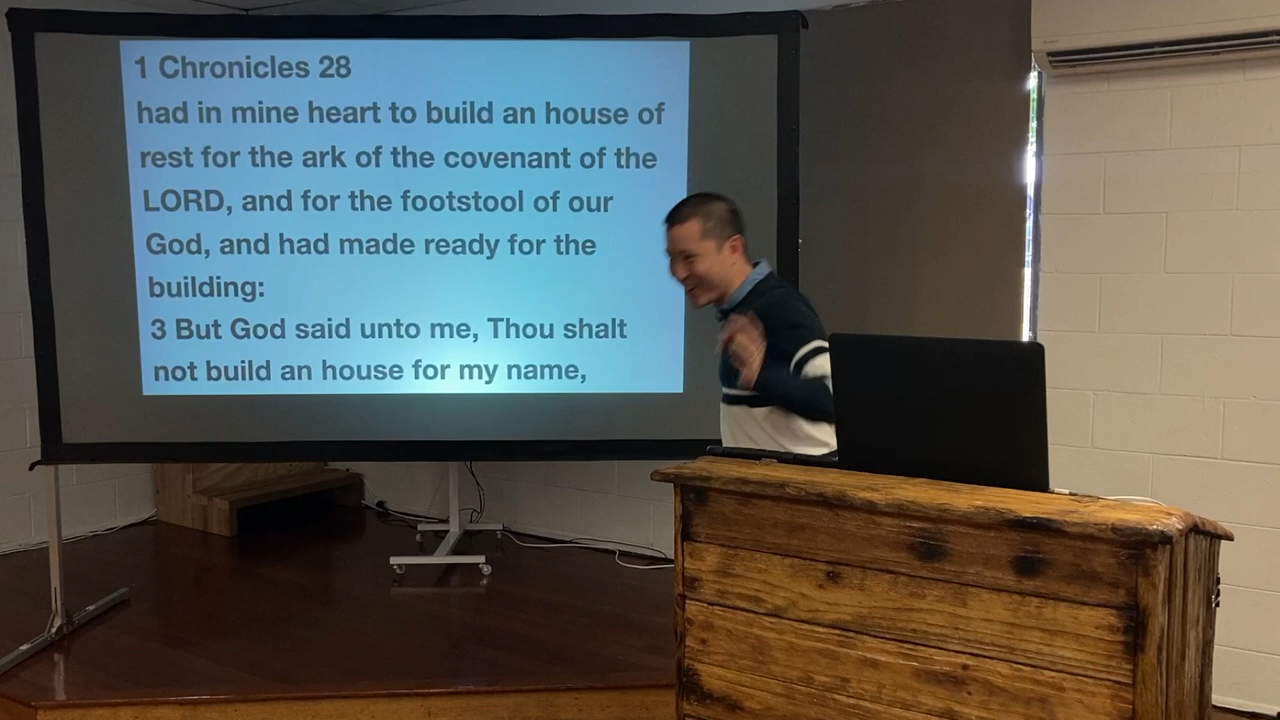 1 Chronicles 28
had in mine heart to build an house of
rest for the ark of the covenant of the
LORD, and for the footstool of our
God, and had made ready for the
building:
3 But God said unto me, Thou shalt
not build an house for my name,